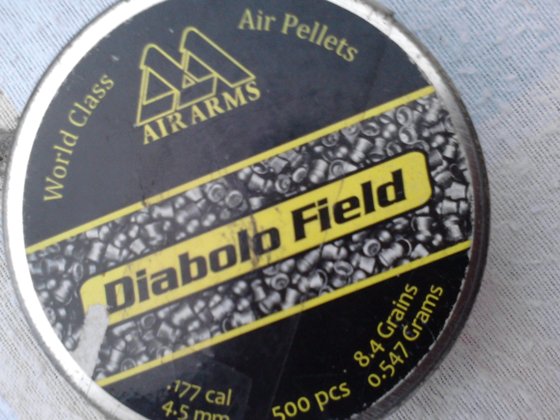 World Class
Air Pellets
AIR ARMS
Diabolo Field
.177 cal
4.5 mm
500 pcs
8.4 Grains
0.547 Grams